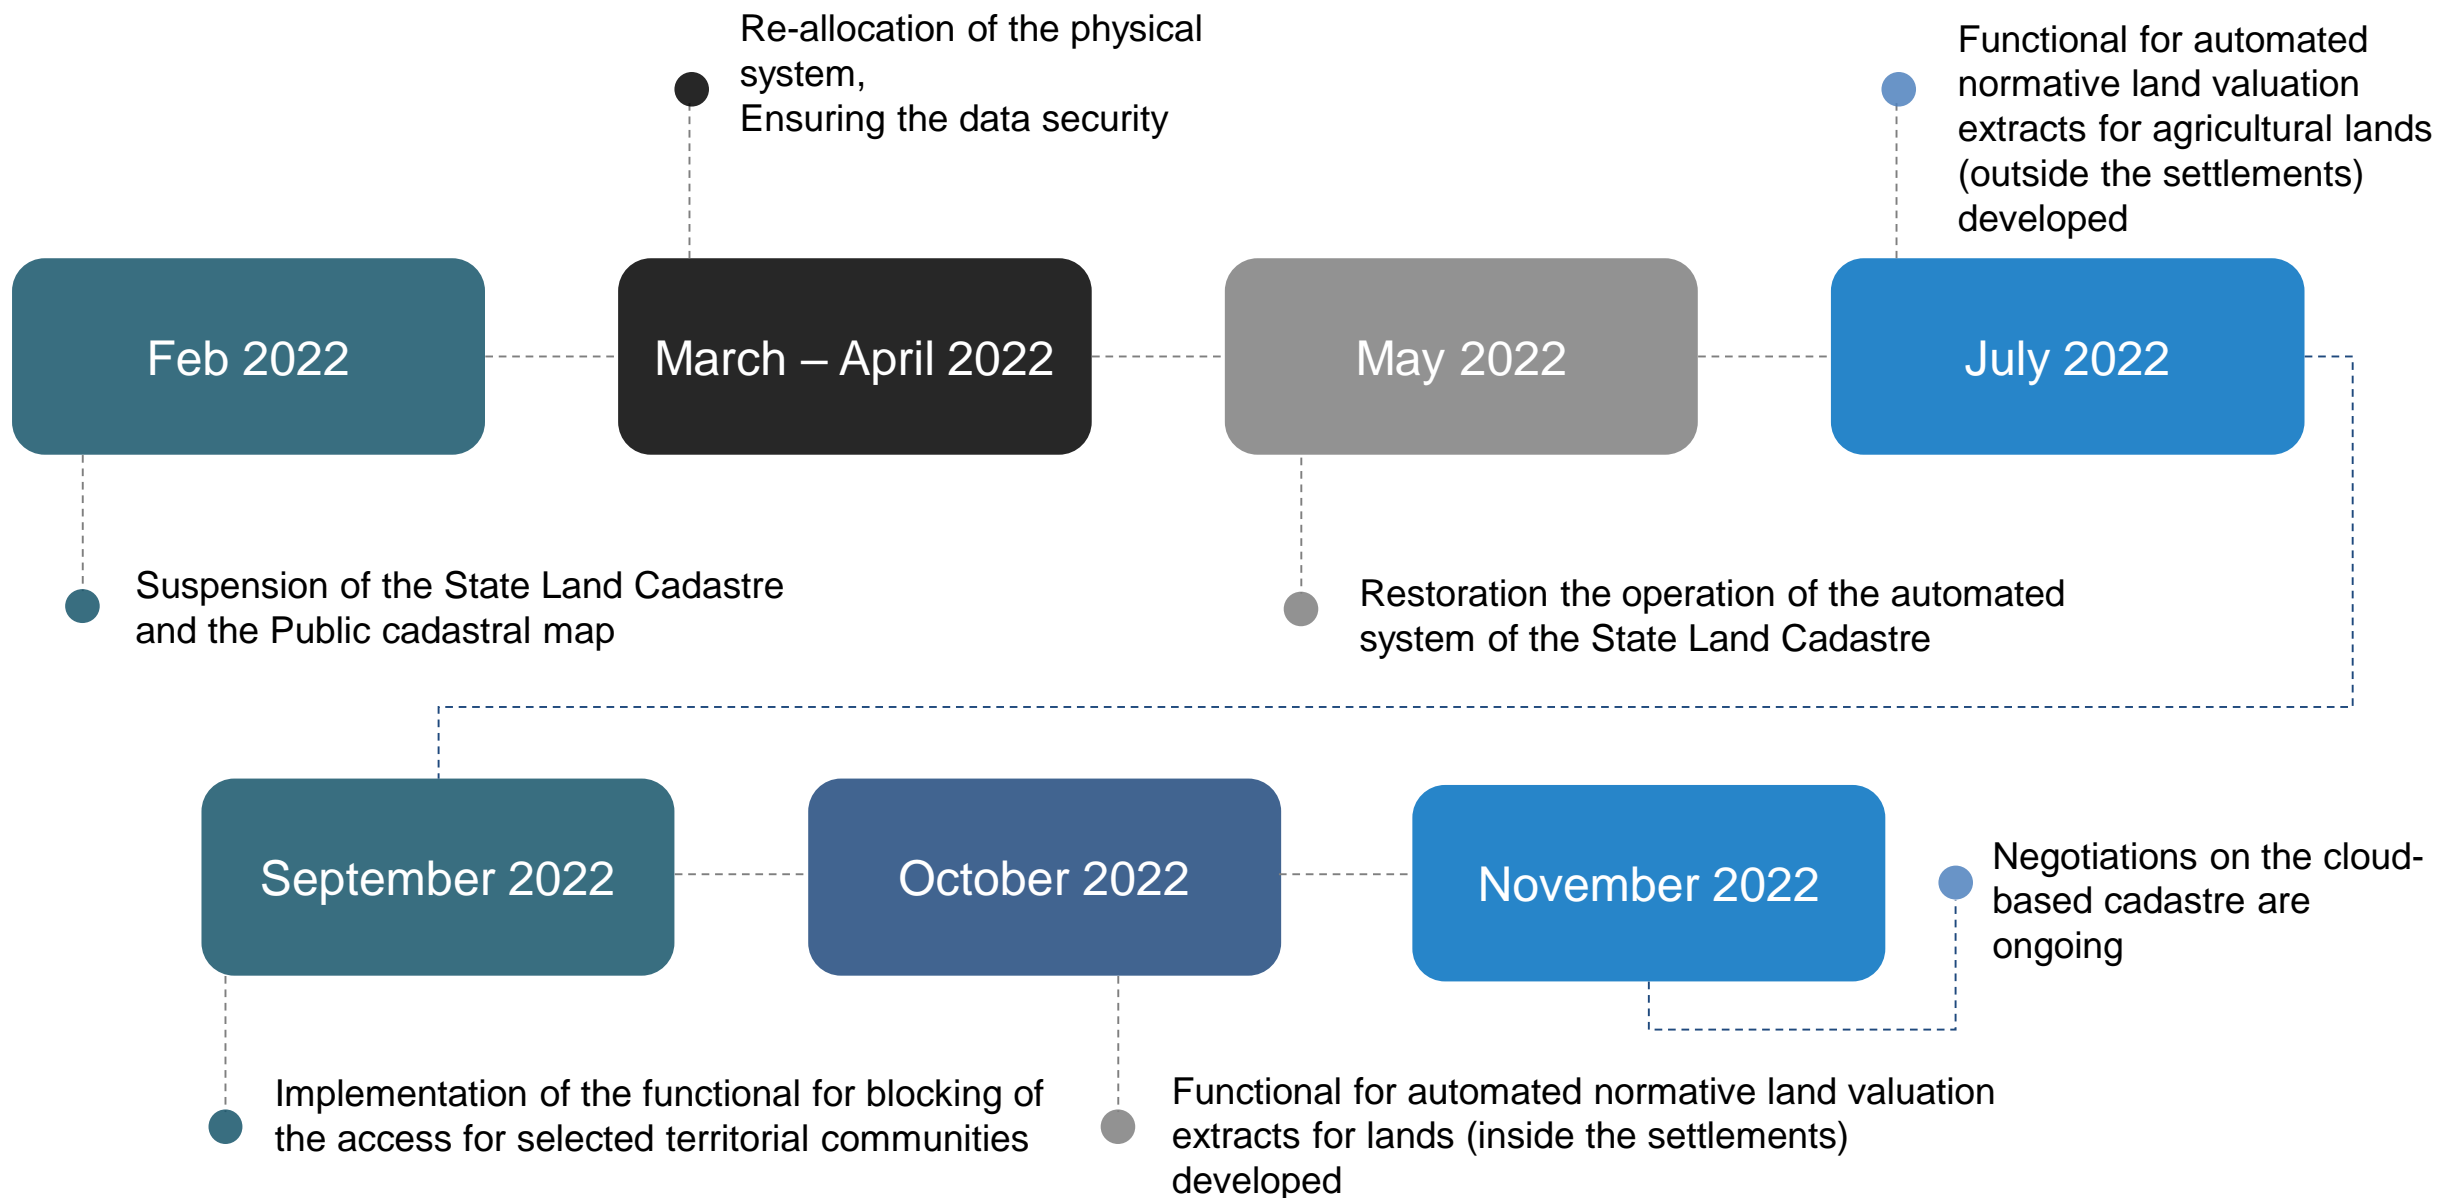 Re-allocation of the physical
system,
Ensuring the data security
Functional for automated
normative land valuation
extracts for agricultural lands
(outside the settlements)
developed
Feb 2022
March – April 2022
May 2022
July 2022
Suspension of the State Land Cadastre
and the Public cadastral map
Restoration the operation of the automated
system of the State Land Cadastre
September 2022
October 2022
November 2022
Negotiations on the cloud-
based cadastre are
ongoing
Implementation of the functional for blocking of
the access for selected territorial communities
Functional for automated normative land valuation
extracts for lands (inside the settlements)
developed